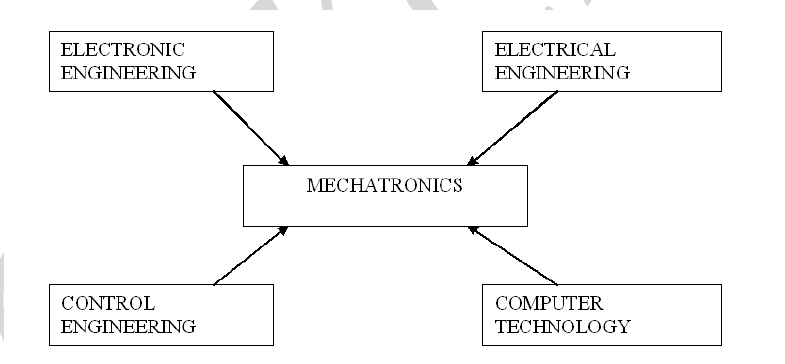 ELECTRONIC
ENGINEERING
ELECTRICAL
ENGINEERING
MECHATRONICS
CONTROL
ENGINEERING
COMPUTER
TECHNOLOGY